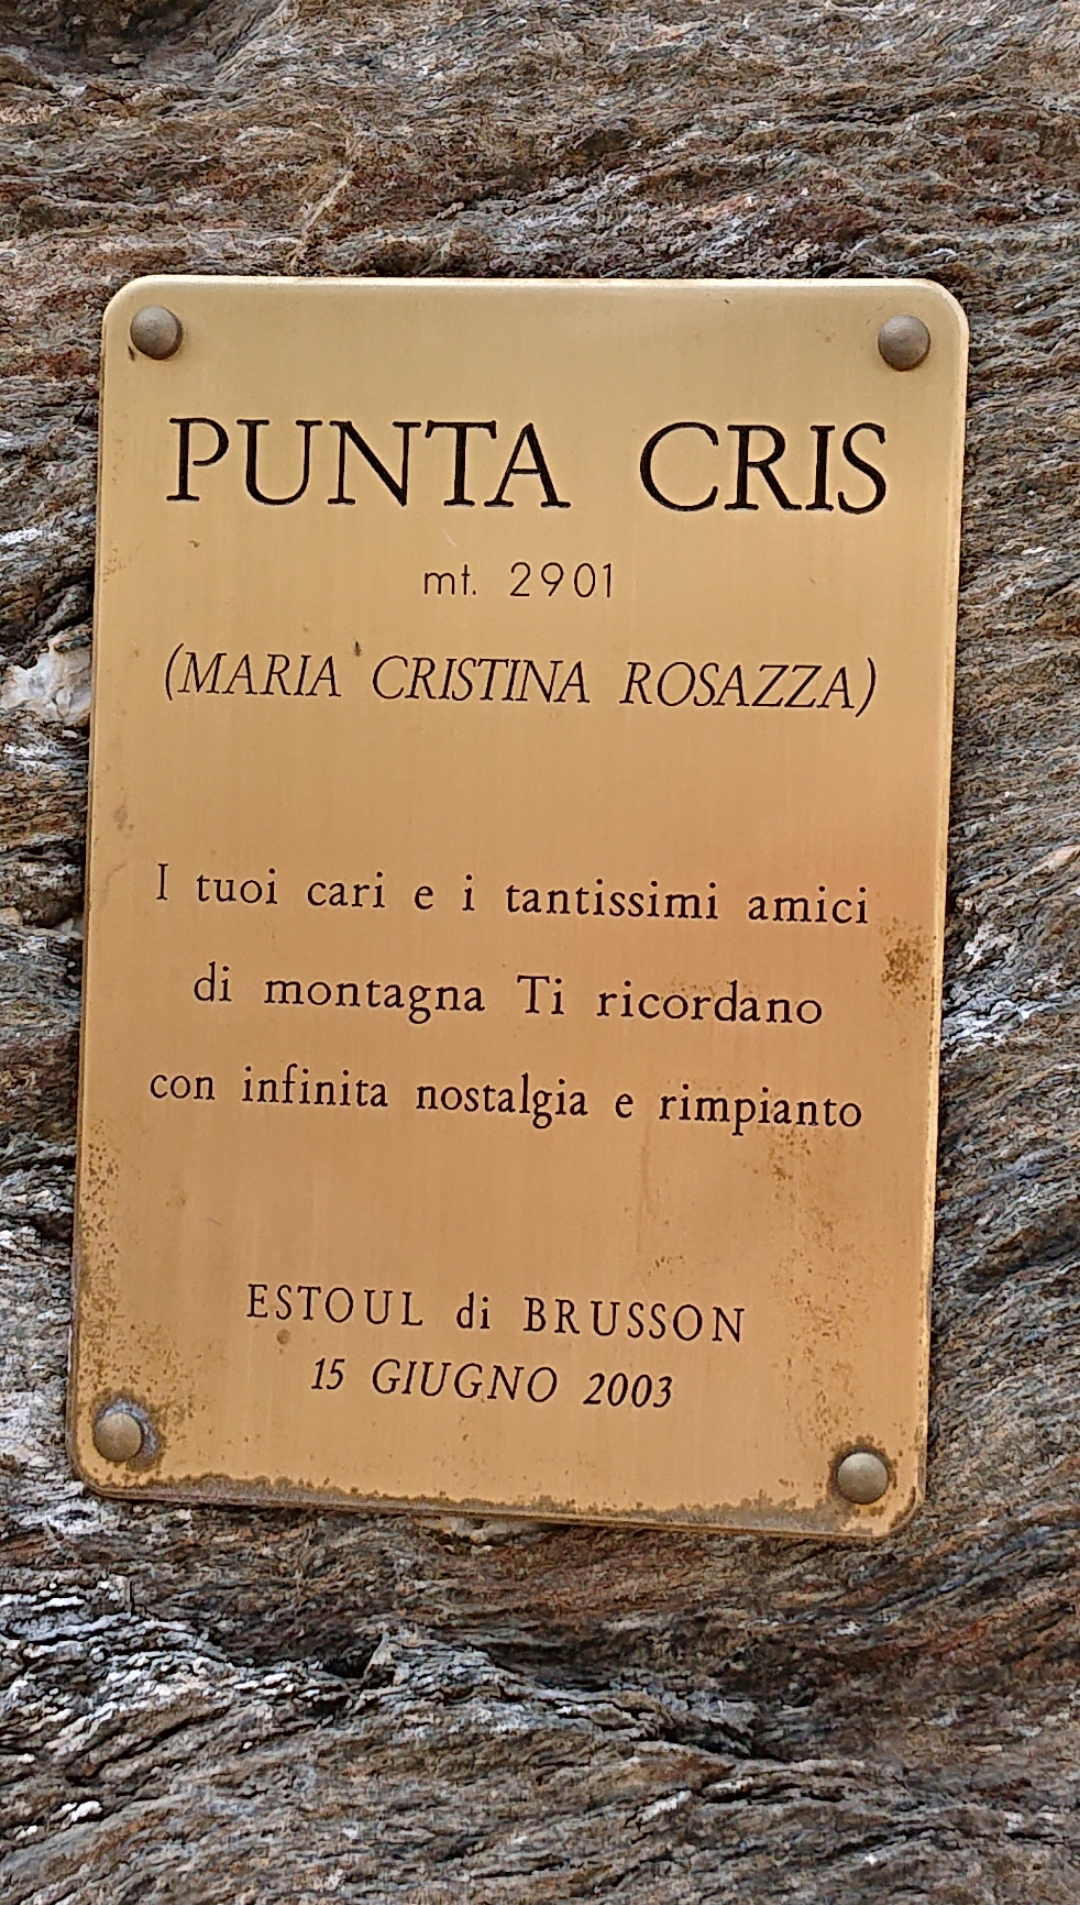 PUNTA CRIS
mt. 2901
(MARIA CRISTINA ROSAZZA)
I tuoi cari e i tantissimi amici
di montagna Ti ricordano
con infinita nostalgia e rimpianto
ESTOUL di BRUSSON
15 GIUGNO 2003